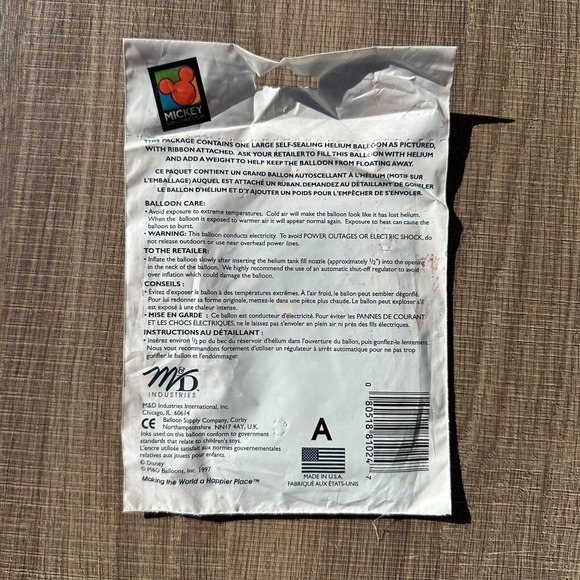 MICKEY
UNLIMITED
THIS PACKAGE CONTAINS ONE LARGE SELF-SEALING HELIUM BALLOON AS PICTURED,
WITH RIBBON ATTACHED. ASK YOUR RETAILER TO FILL THIS BALLOON WITH HELIUM
AND ADD A WEIGHT TO HELP KEEP THE BALLOON FROM FLOATING AWAY.
CE PAQUET CONTIENT UN GRAND BALLON AUTOSCELLANT À L'HÉLIUM (MOTIF SUR
L'EMBALLAGE) AUQUEL EST ATTACHÉ UN RUBAN. DEMANDEZ AU DÉTAILLANT DE GONFLER
LE BALLON D'HÉLIUM ET D'Y AJOUTER UN POIDS POUR L'EMPÊCHER DE S'ENVOLER.
BALLOON CARE:
• Avoid exposure to extreme temperatures. Cold air will make the balloon look like it has lost helium.
When the balloon is exposed to warmer air it will appear normal again. Exposure to heat can cause the
balloon to burst.
• WARNING: This balloon conducts electricity. To avoid POWER OUTAGES OR ELECTRIC SHOCK, do
not release outdoors or use near overhead power lines.
TO THE RETAILER:
• Inflate the balloon slowly after inserting the helium tank fill nozzle (approximately ½") into the opening
in the neck of the balloon. We highly recommend the use of an automatic shut-off regulator to avoid
over inflation which could damage the balloon.
CONSEILS :
• Évitez d'exposer le ballon à des températures extrêmes. À l'air froid, le ballon peut sembler dégonflé.
Pour lui redonner sa forme originale, mettez-le dans une pièce plus chaude. Le ballon peut exploser s'il
est exposé à une chaleur intense.
• MISE EN GARDE : Ce ballon est conducteur d'électricité. Pour éviter les PANNES DE COURANT
ET LES CHOCS ÉLECTRIQUES, ne le laissez pas s'envoler en plein air ni près des fils électriques.
INSTRUCTIONS AU DÉTAILLANT :
• Insérez environ ½ po du bec du réservoir d'hélium dans l'ouverture du ballon, puis gonflez-le lentement.
Nous vous recommandons fortement d'utiliser un régulateur à arrêt automatique pour ne pas trop
gonfler le ballon et l'endommager.
M&D
INDUSTRIES
M&D Industries International, Inc.
Chicago, IL 60614
CE Balloon Supply Company, Corby
Northamptonshire NN17 4AY, U.K.
Inks used on this balloon conform to government
standards that relate to children's toys.
L'encre utilisée satisfait aux normes gouvernementales
relatives aux jouets pour enfants.
© Disney
© M&D Balloons, Inc. 1997
Making the World a Happier Place™
A
MADE IN U.S.A.
FABRIQUÉ AUX ÉTATS-UNIS
0 80518 81024 7